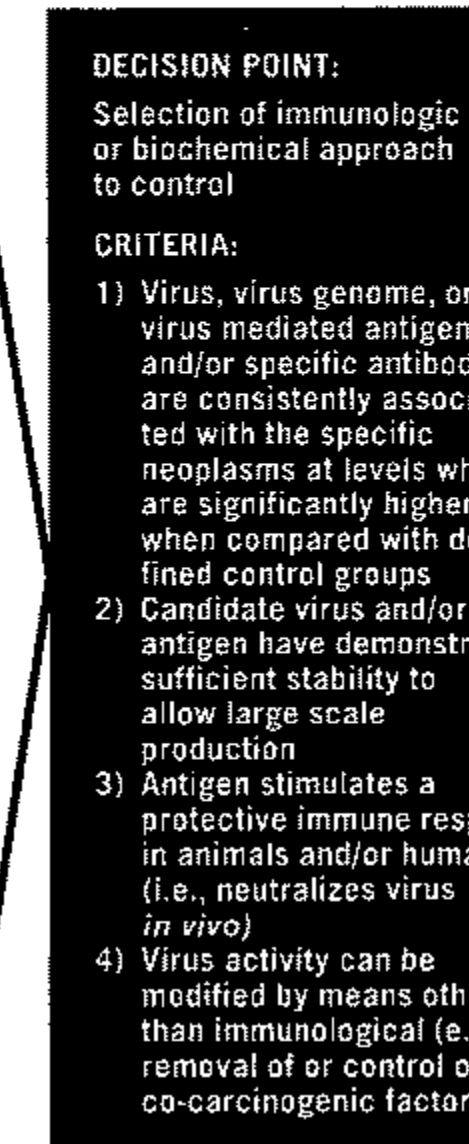 DECISION POINT:
Selection of immunologic
or biochemical approach
to control
CRITERIA:
1) Virus, virus genome, or
virus mediated antigen
and/or specific antibod
are consistently assoc
ted with the specific
neoplasms at levels wh
are significantly higher
when compared with d
fined control groups
2) Candidate virus and/or
antigen have demonstr
sufficient stability to
allow large scale
production
3) Antigen stimulates a
protective immune res
in animals and/or huma
(i.e., neutralizes virus
in vivo)
4) Virus activity can be
modified by means oth
than immunological (e.
removal of or control o
co-carcinogenic factor